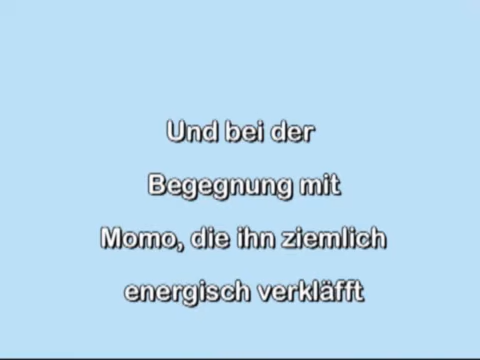 Und bei der
Begegnung mit
Momo, die ihn ziemlich
energisch verkläfft